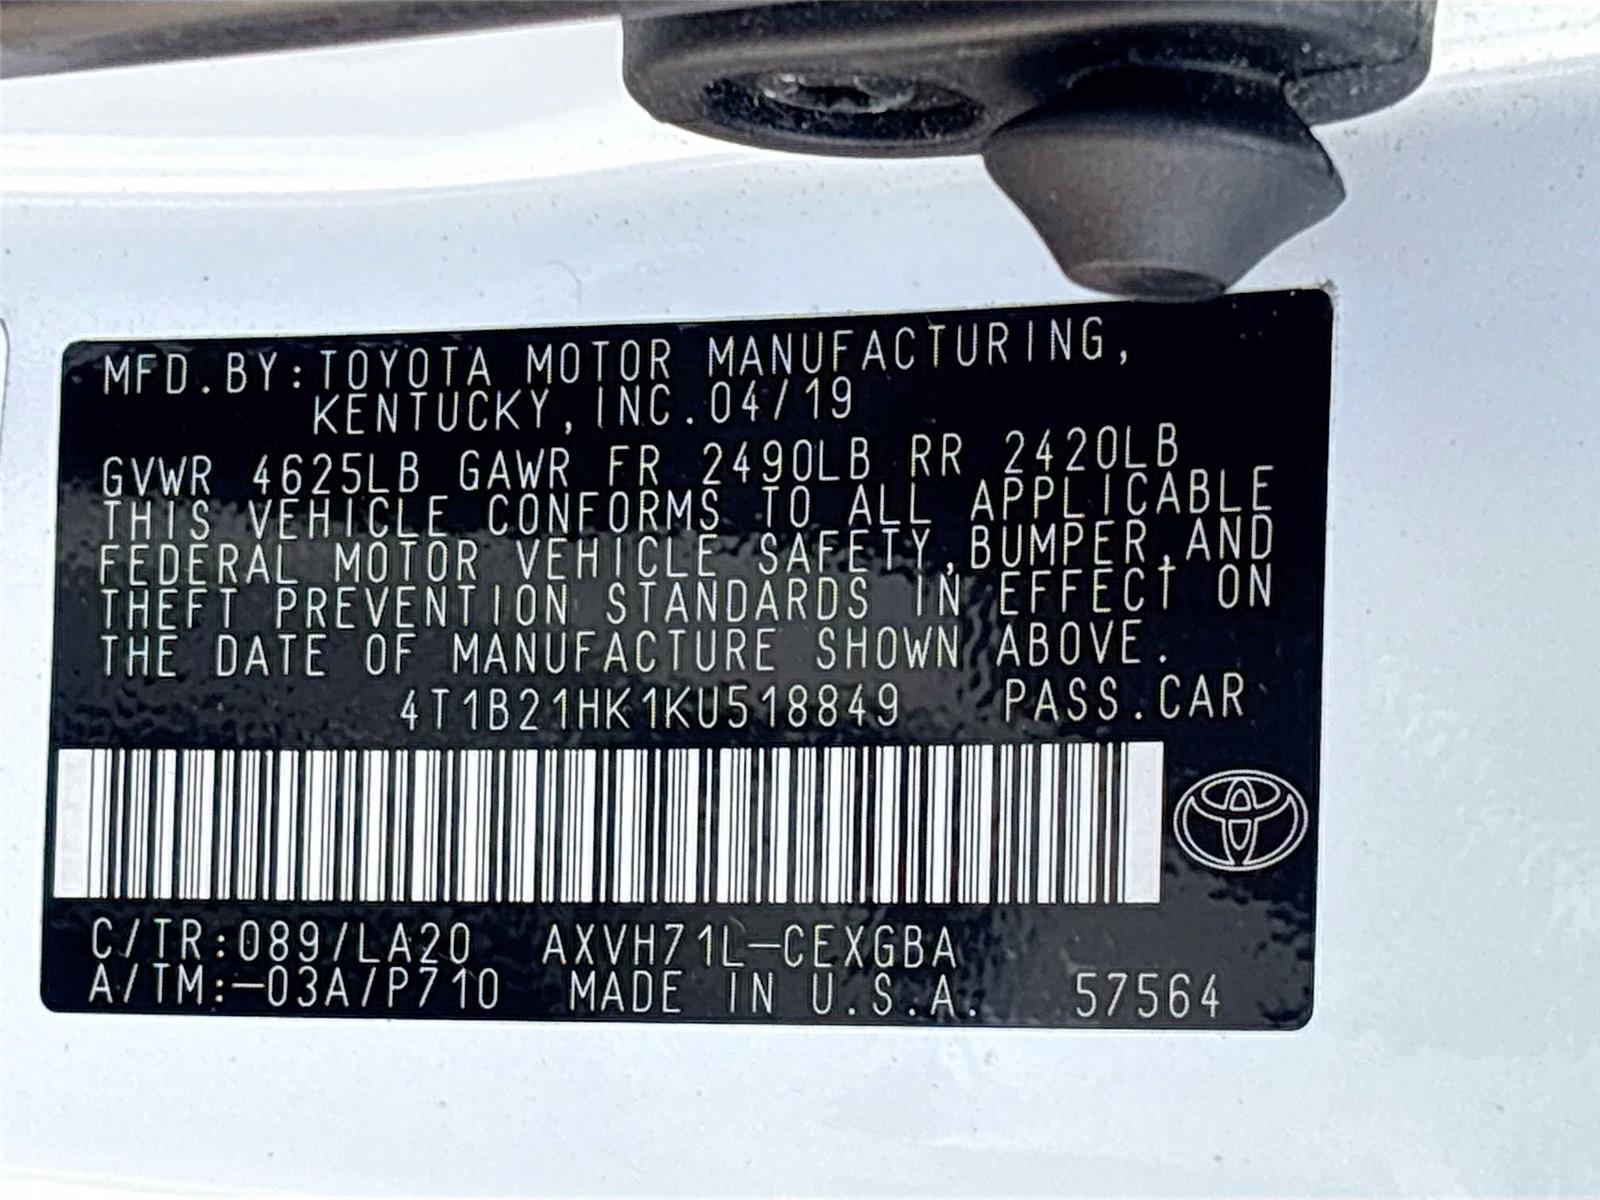 MFD.BY:TOYOTA MOTOR MANUFACTURING,
KENTUCKY,INC.04/19
GVWR 4625LB GAWR FR 2490LB RR 2420LB
THIS VEHICLE CONFORMS TO ALL APPLICABLE
FEDERAL MOTOR VEHICLE SAFETY,BUMPER,AND
THEFT PREVENTION STANDARDS IN EFFECT ON
THE DATE OF MANUFACTURE SHOWN ABOVE.
4T1B21HK1KU518849 PASS.CAR
C/TR:089/LA20 AXVH71L-CEXGBA
A/TM:-03A/P710 MADE IN U.S.A. 57564